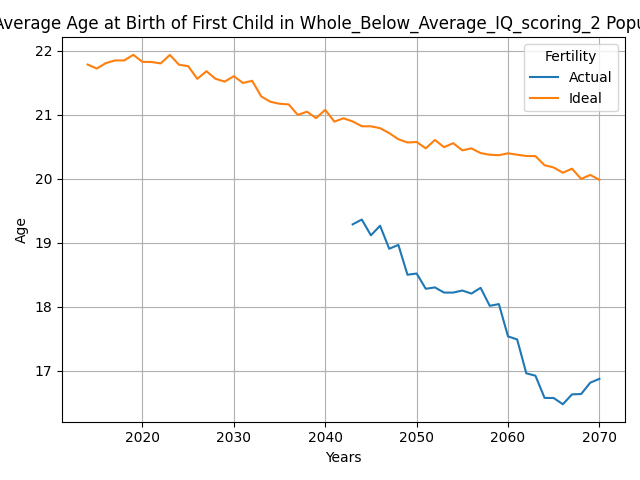 Average Age at Birth of First Child in Whole_Below_Average_IQ_scoring_2 Popu
Fertility
Actual
Ideal
22
21
20
19
18
17
Age
2020 2030 2040 2050 2060 2070
Years